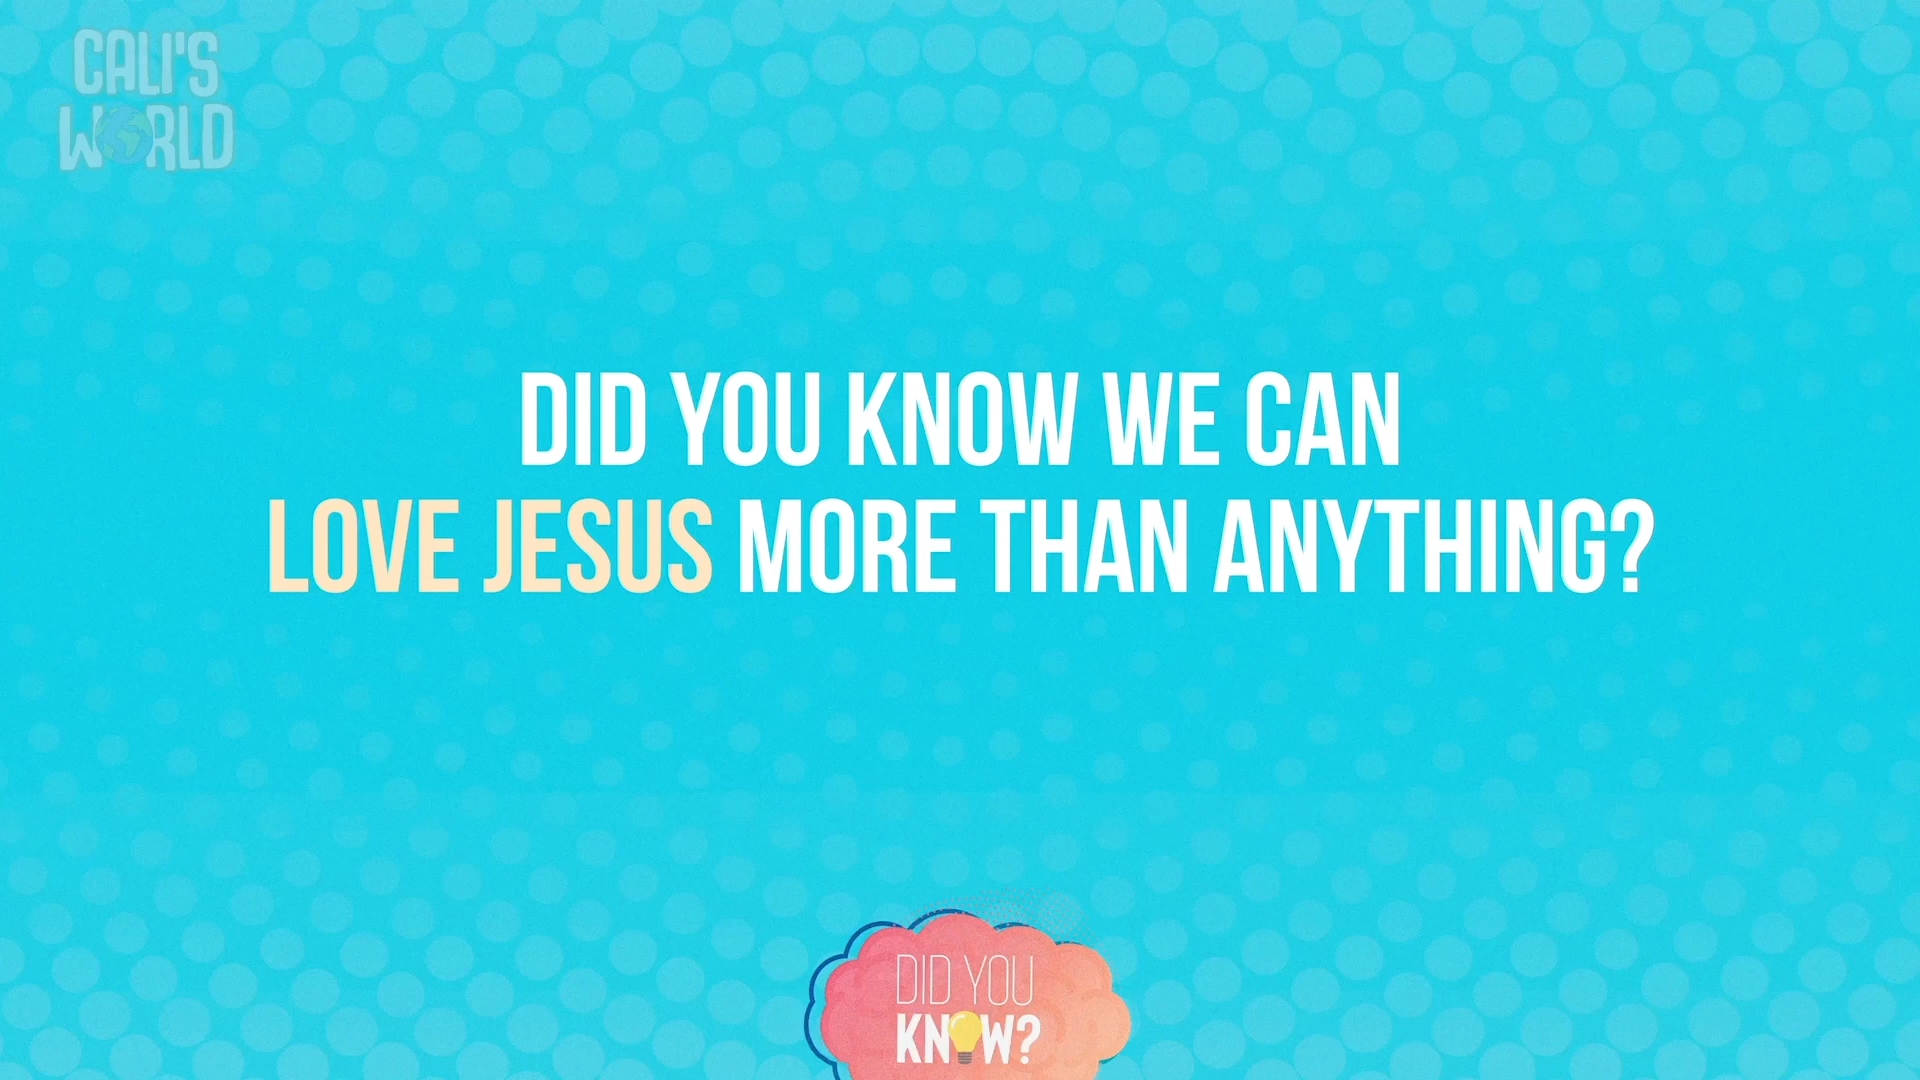 CALI'S
WORLD
DID YOU KNOW WE CAN
LOVE JESUS MORE THAN ANYTHING?
DID YOU
KNOW?